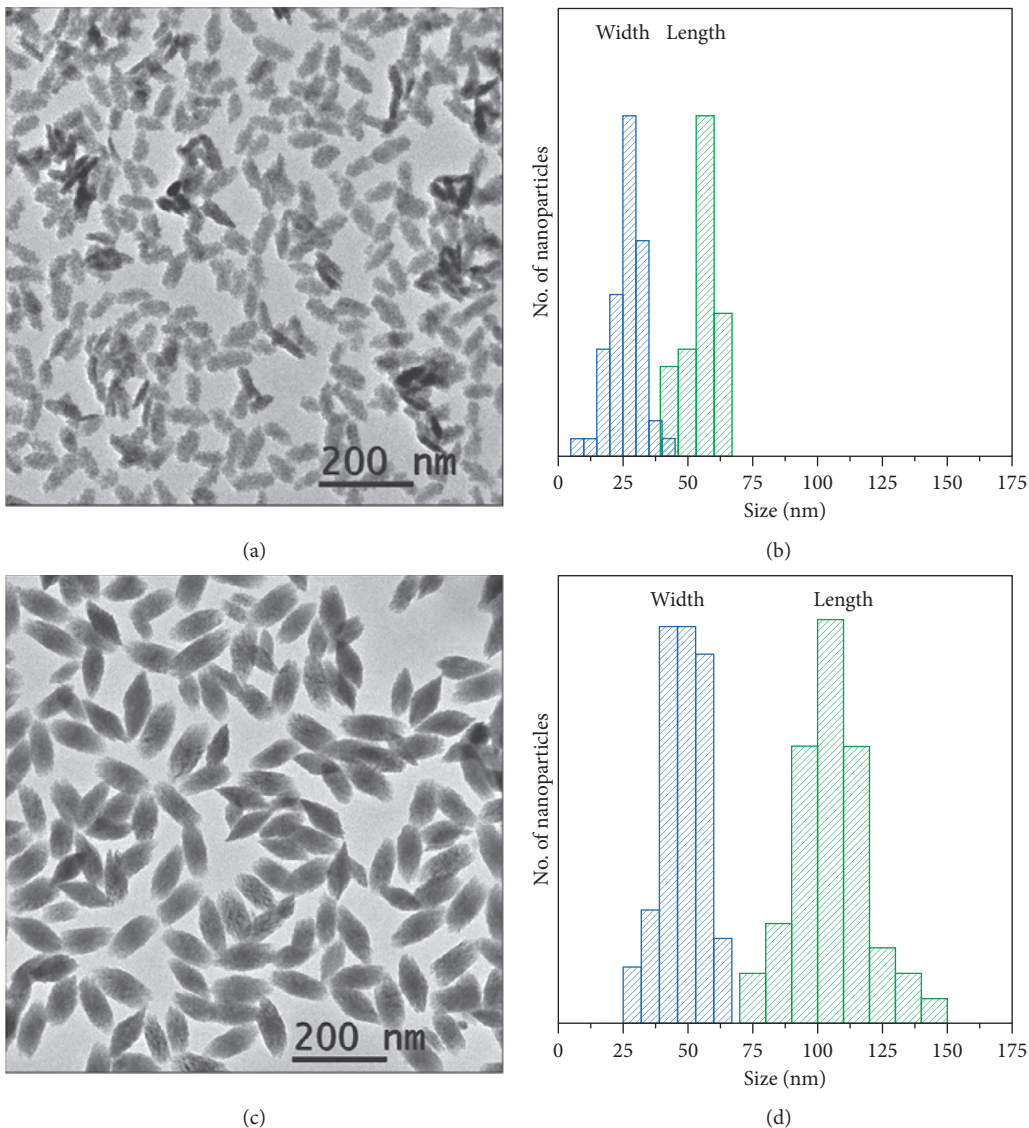 200 nm
(a)
Width Length
No. of nanoparticles
0 25 50 75 100 125 150 175
Size (nm)
(b)
200 nm
(c)
Width Length
No. of nanoparticles
0 25 50 75 100 125 150 175
Size (nm)
(d)